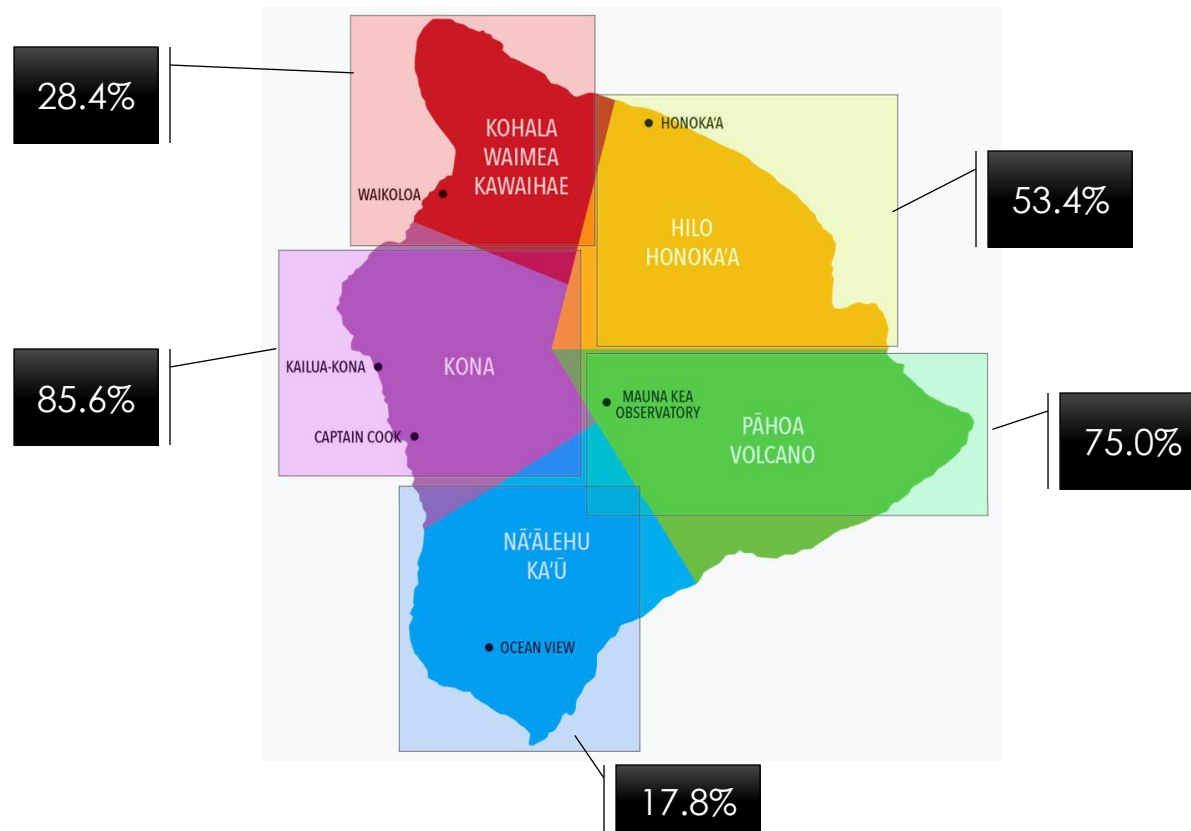 28.4%
KOHALA
WAIMEA
KAWAIHAE
WAIKOLOA
HONOKA'A
HILO
HONOKA'A
53.4%
85.6%
KAILUA-KONA
KONA
CAPTAIN COOK
MAUNA KEA
OBSERVATORY
PĀHOA
VOLCANO
75.0%
NĀ'ĀLEHU
KA'Ū
OCEAN VIEW
17.8%